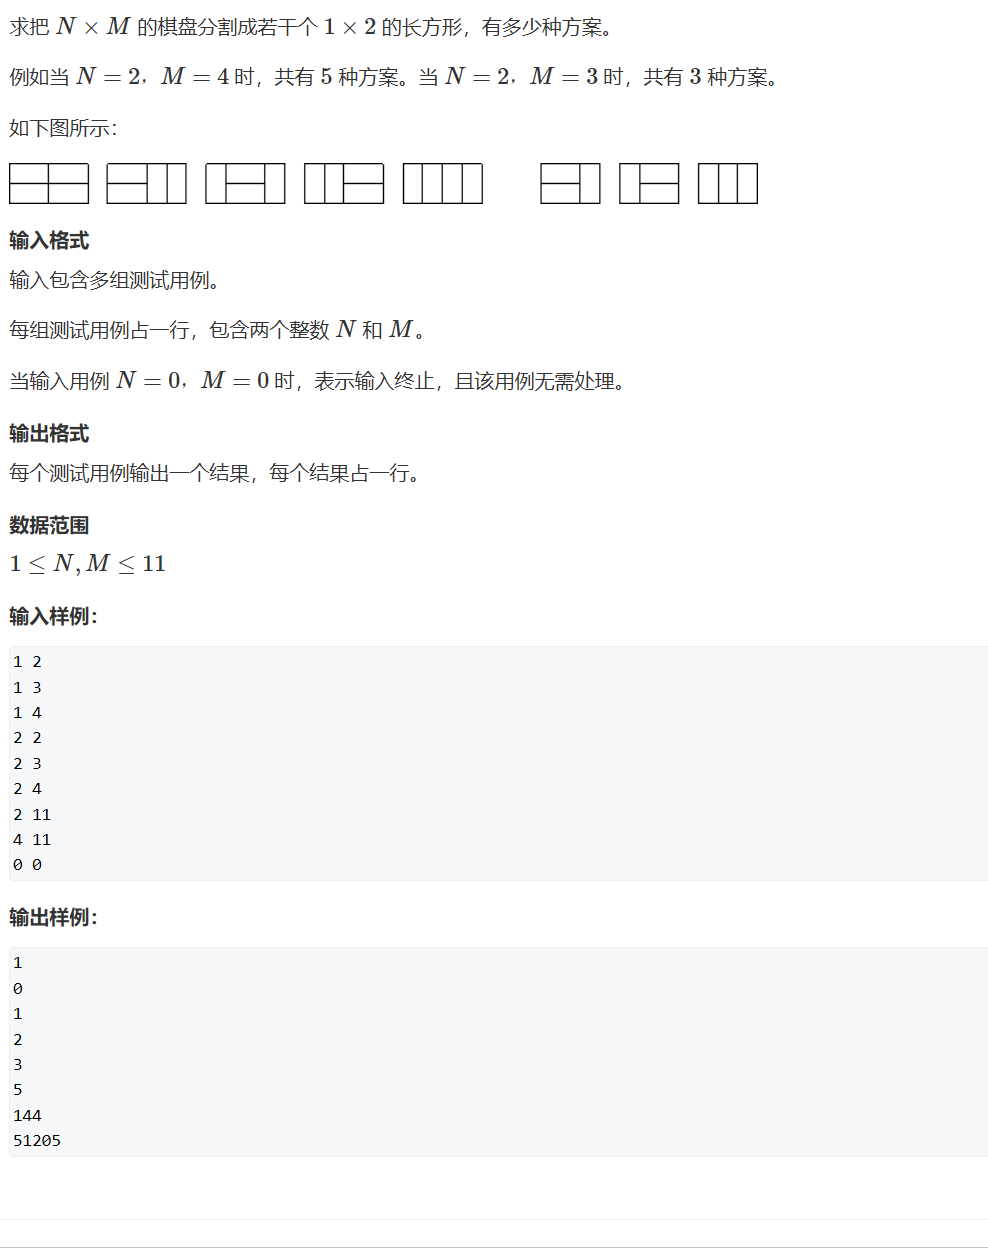 求把 N × M 的棋盘分割成若干个 1 × 2 的长方形，有多少种方案。
例如当 N = 2，M = 4 时，共有 5 种方案。当 N = 2，M = 3 时，共有 3 种方案。
如下图所示：
输入格式
输入包含多组测试用例。
每组测试用例占一行，包含两个整数 N 和 M。
当输入用例 N = 0，M = 0 时，表示输入终止，且该用例无需处理。
输出格式
每个测试用例输出一个结果，每个结果占一行。
数据范围
1 ≤ N, M ≤ 11
输入样例：
1 2
1 3
1 4
2 2
2 3
2 4
2 11
4 11
0 0
输出样例：
1
0
1
2
3
5
144
51205